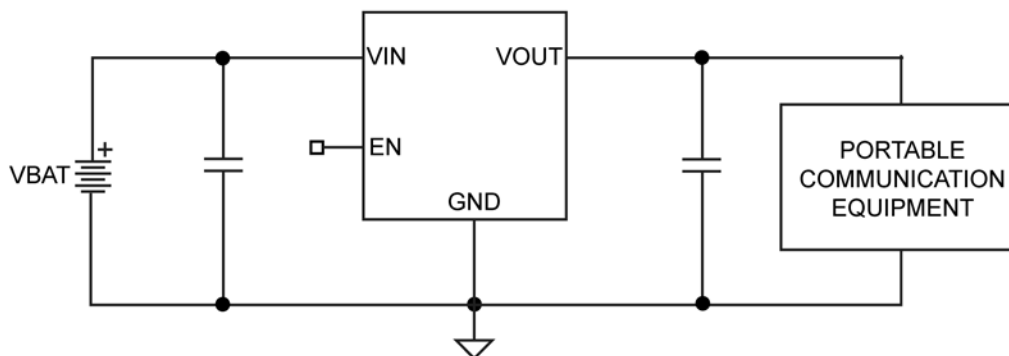 VIN
VOUT
EN
VBAT
+
GND
PORTABLE
COMMUNICATION
EQUIPMENT